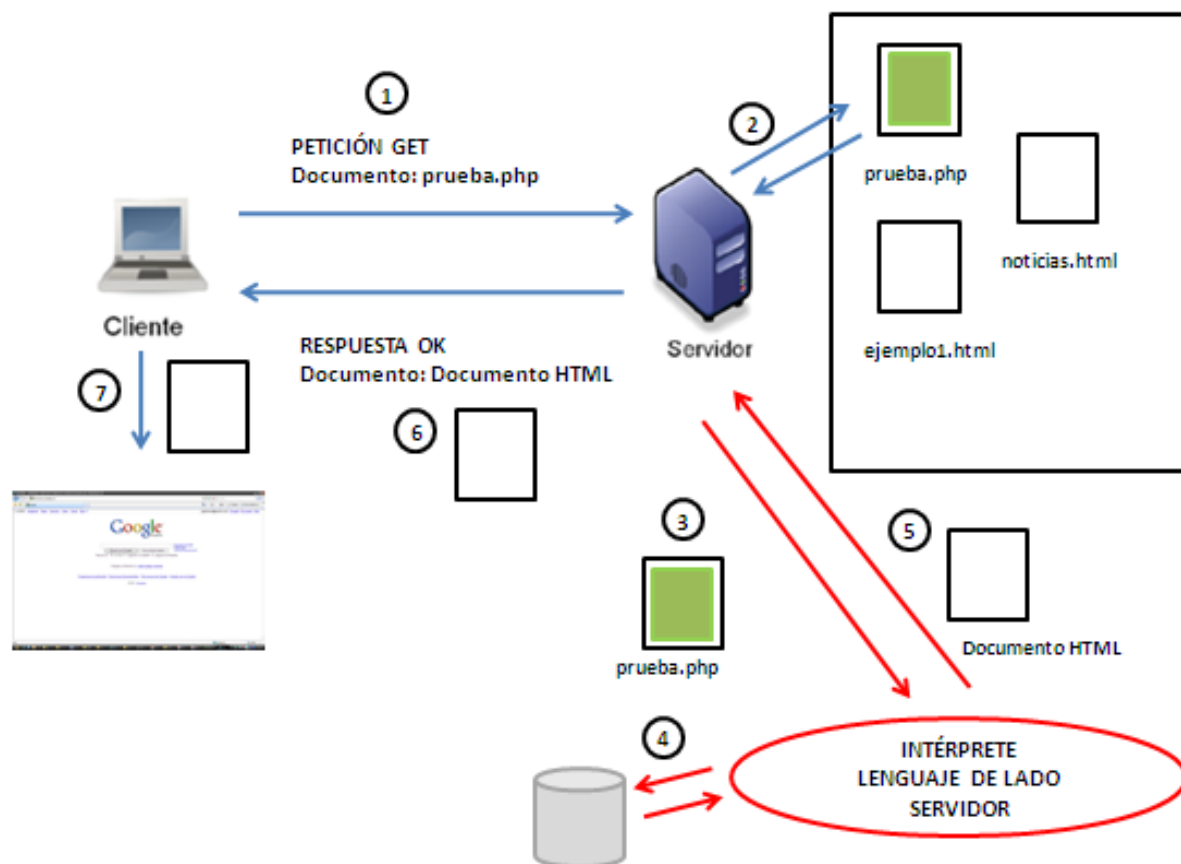 1
PETICIÓN GET
Documento: prueba.php
2
prueba.php
noticias.html
ejemplo1.html
Cliente
Servidor
RESPUESTA OK
Documento: Documento HTML
7
6
Google
3
prueba.php
5
Documento HTML
4
INTÉRPRETE
LENGUAJE DE LADO
SERVIDOR